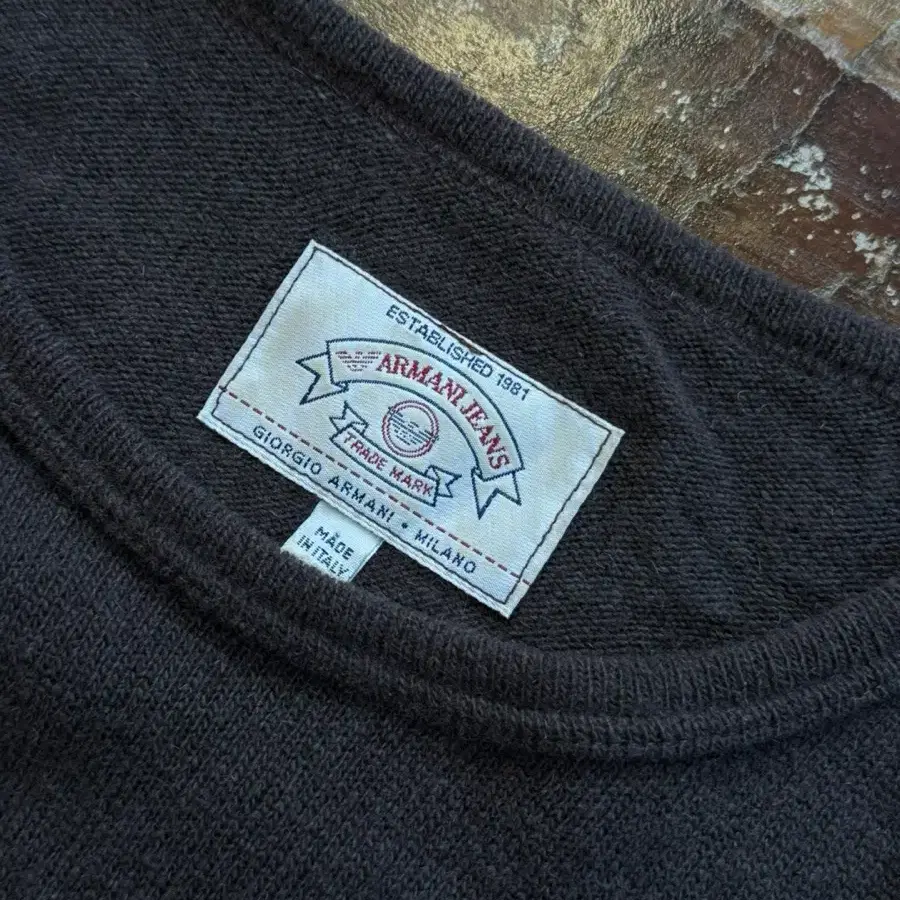 ESTABLISHED 1981
ARMANI JEANS
TRADE MARK
GIORGIO ARMANI • MILANO
MADE
IN ITALY